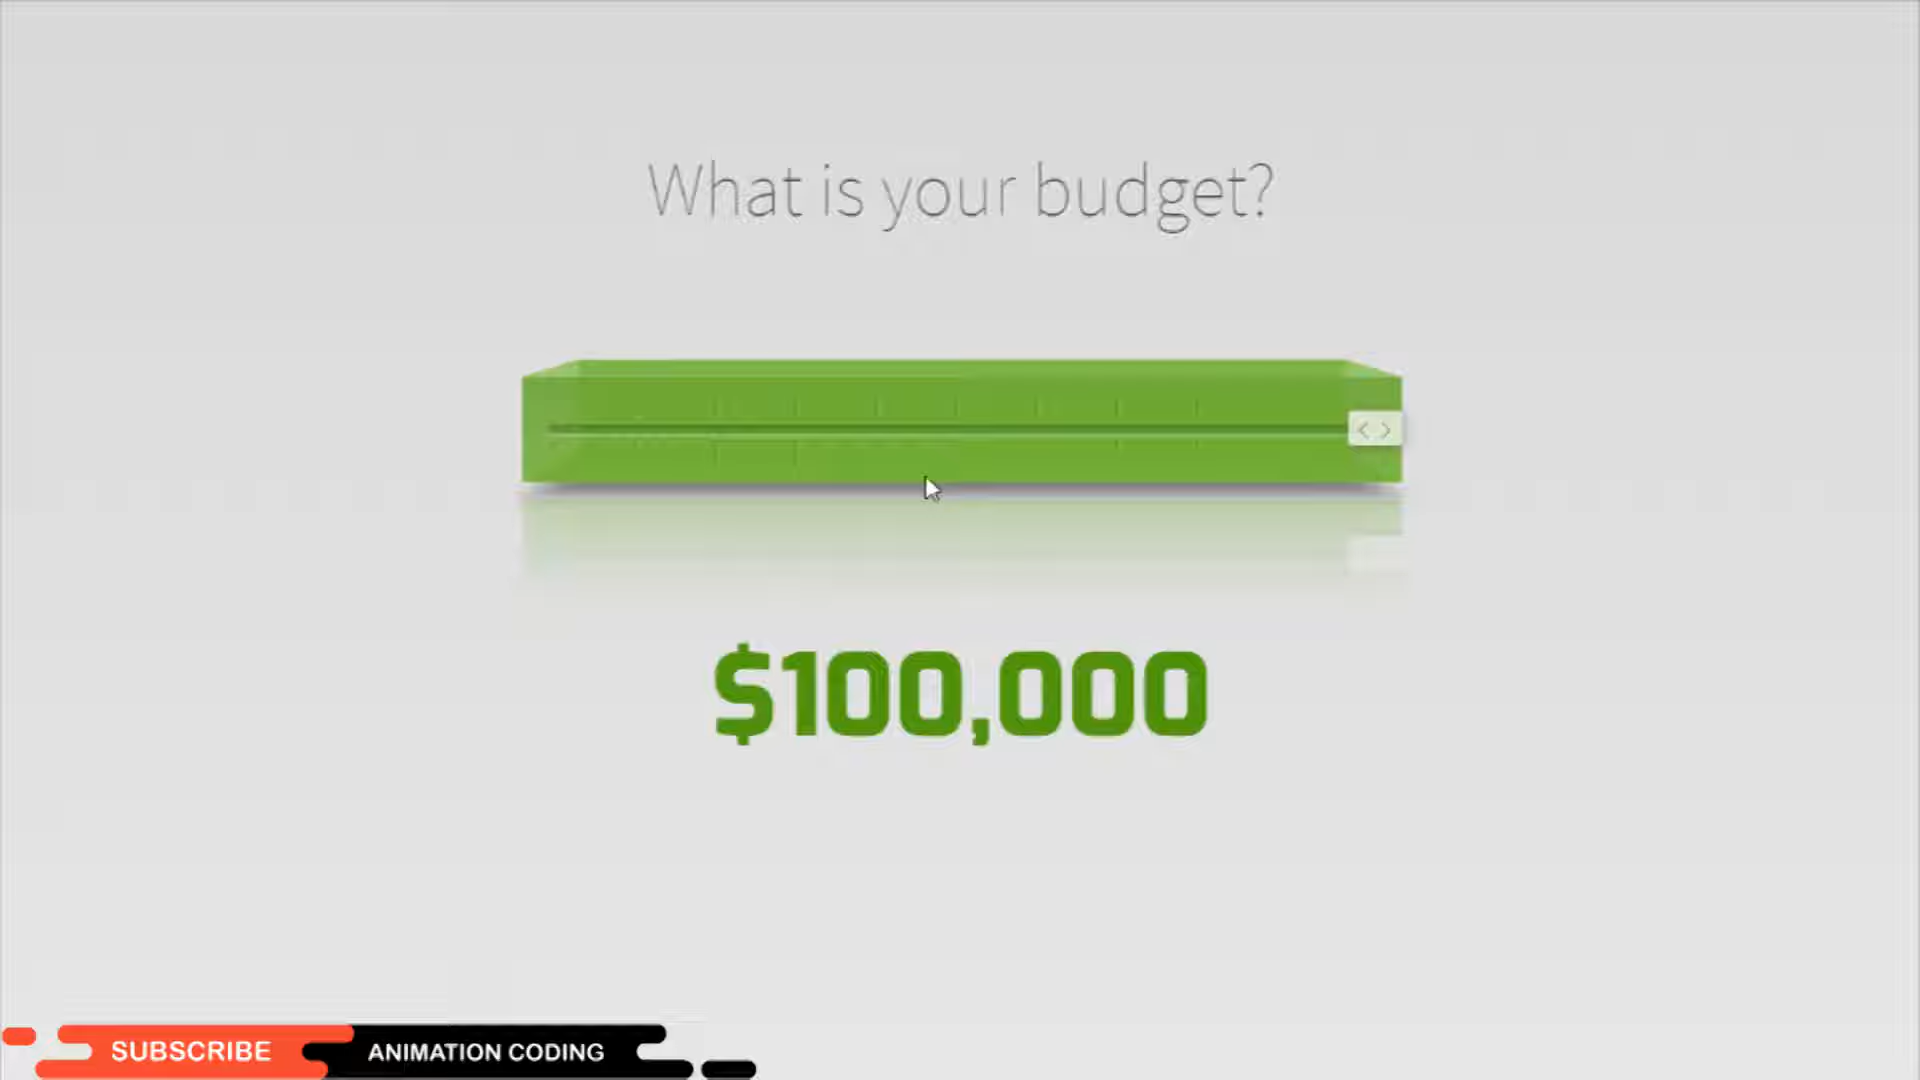 What is your budget?
< >
$100,000
SUBSCRIBE
ANIMATION CODING